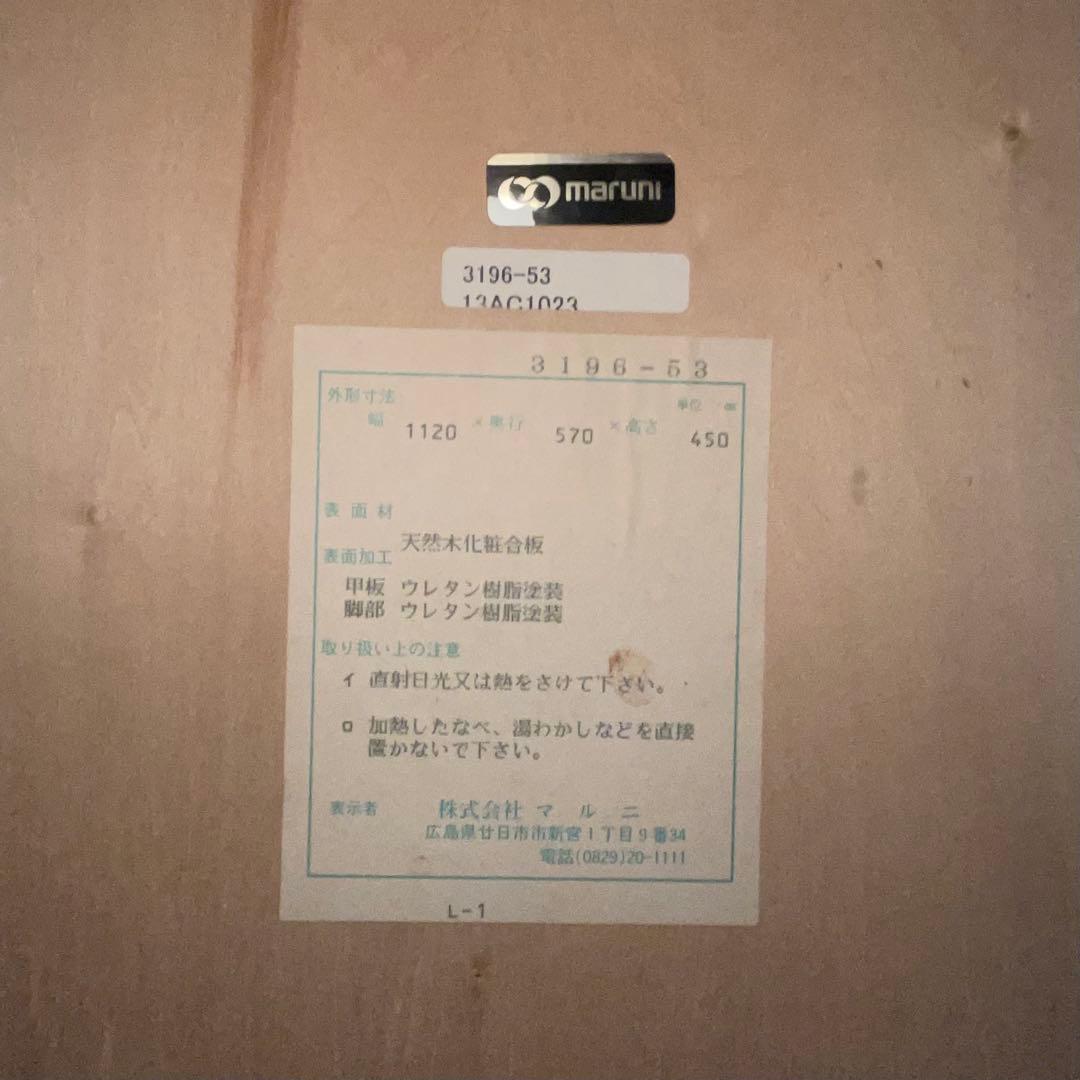 maruni
3196-53
13AC1023
3196-53
外形寸法 単位 ㎜
幅 1120 × 奥行 570 × 高さ 450
表面材
天然木化粧合板
表面加工
甲板 ウレタン樹脂塗装
脚部 ウレタン樹脂塗装
取り扱い上の注意
イ 直射日光又は熱をさけて下さい。
ロ 加熱したなべ、湯わかしなどを直接
置かないで下さい。
表示者 株式会社 マルニ
広島県廿日市市新宮1丁目9番34
電話(0829)20-1111
L-1